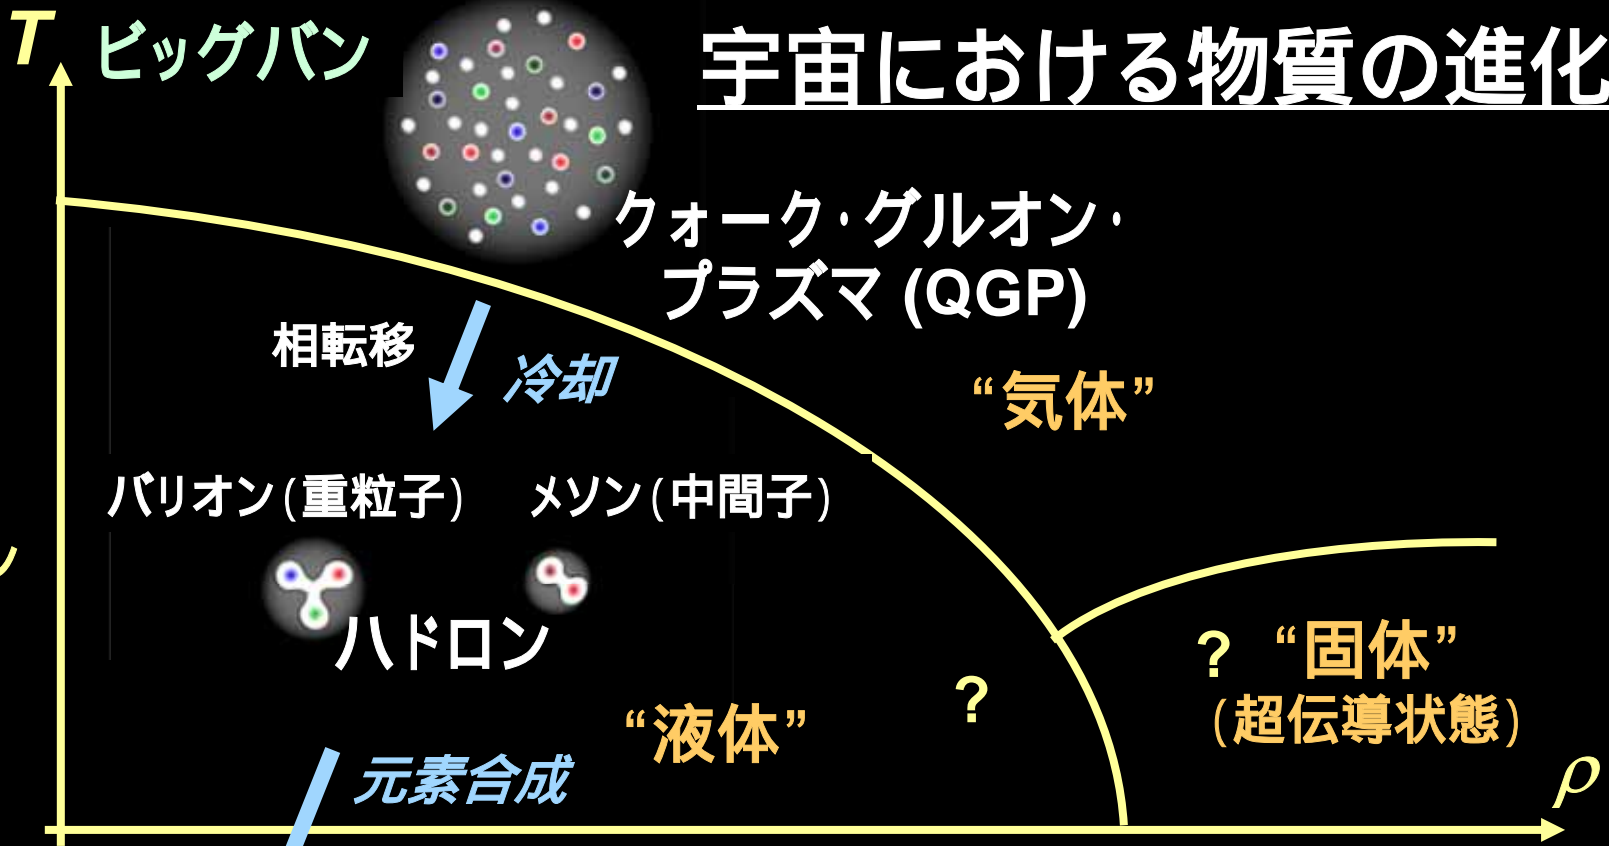 T
ビッグバン
宇宙における物質の進化
クォーク・グルオン・
プラズマ (QGP)
相転移
冷却
“気体”
バリオン(重粒子)
メソン(中間子)
ハドロン
?
? “固体”
(超伝導状態)
“液体”
元素合成
ρ